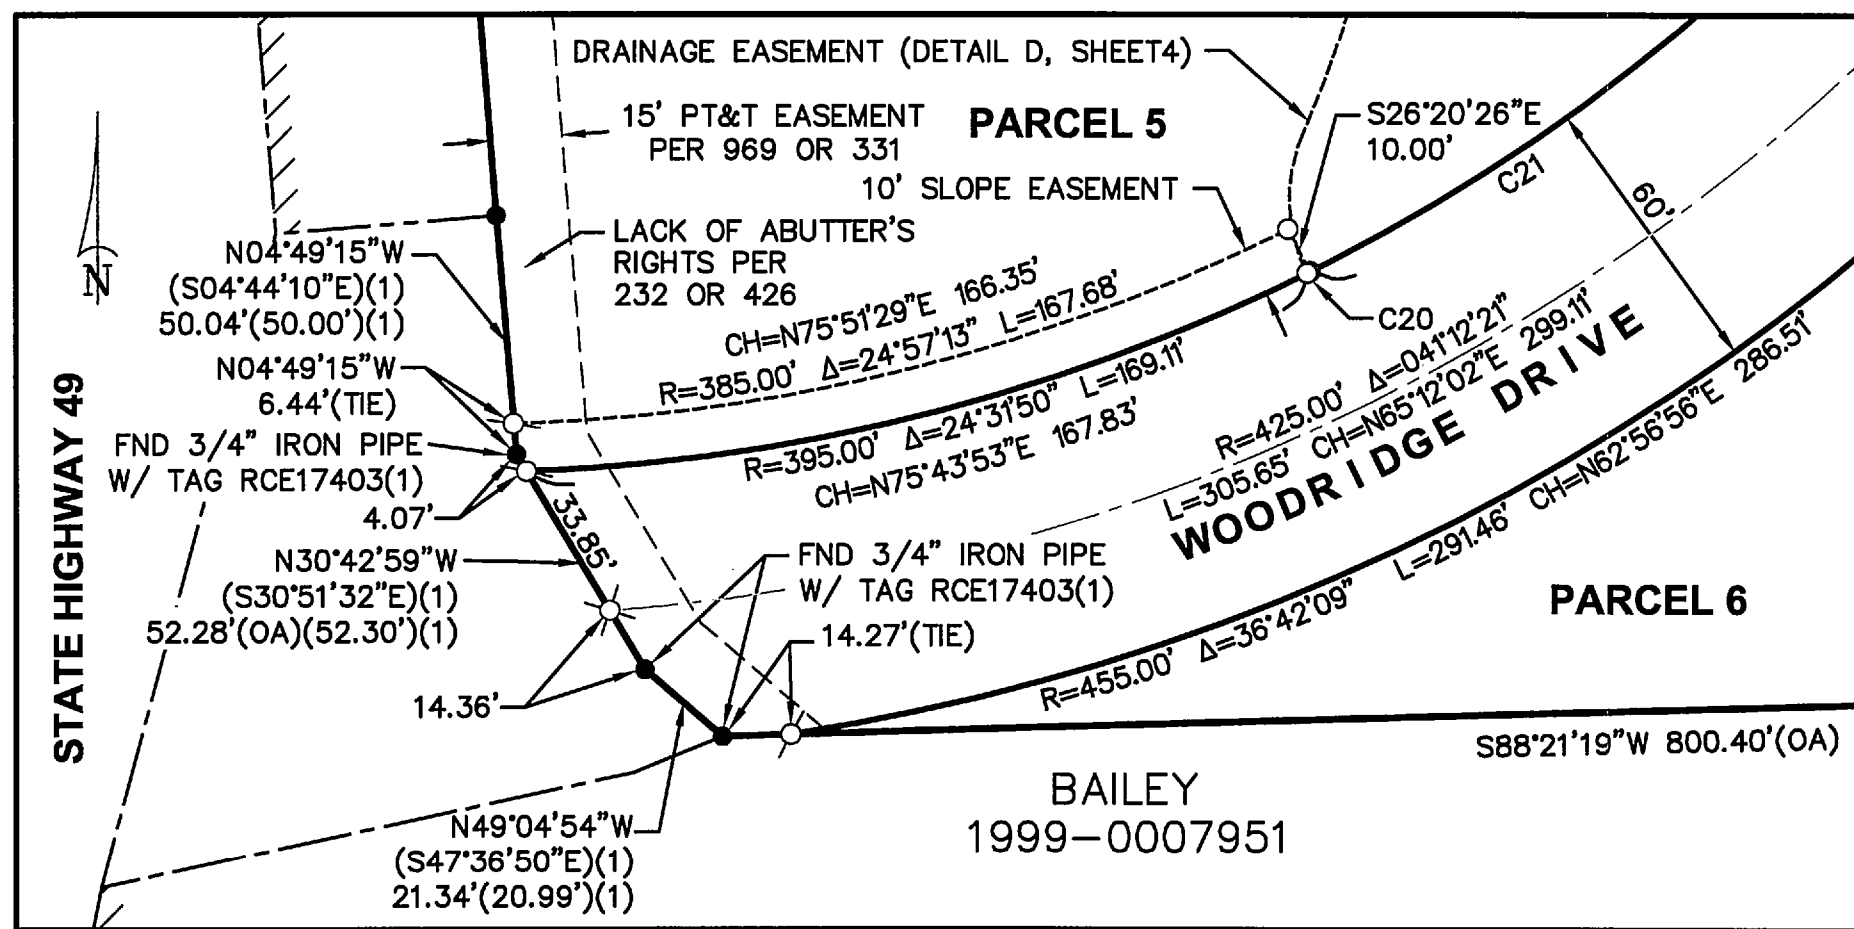 DRAINAGE EASEMENT (DETAIL D, SHEET4)
15' PT&T EASEMENT
PER 969 OR 331
PARCEL 5
S26°20'26"E
10.00'
10' SLOPE EASEMENT
C21
60'
N
LACK OF ABUTTER'S
RIGHTS PER
232 OR 426
N04°49'15"W
(S04°44'10"E)(1)
50.04'(50.00')(1)
CH=N75°51'29"E 166.35'
R=385.00' Δ=24°57'13" L=167.68'
C20
N04°49'15"W
6.44'(TIE)
FND 3/4" IRON PIPE
W/ TAG RCE17403(1)
4.07'
R=395.00' Δ=24°31'50" L=169.11'
CH=N75°43'53"E 167.83'
R=425.00' Δ=041°12'21"
L=305.65' CH=N65°12'02"E 299.11'
WOODRIDGE DRIVE
STATE HIGHWAY 49
33.85'
N30°42'59"W
(S30°51'32"E)(1)
52.28'(OA)(52.30')(1)
FND 3/4" IRON PIPE
W/ TAG RCE17403(1)
14.27'(TIE)
14.36'
R=455.00' Δ=36°42'09" L=291.46' CH=N62°56'56"E 286.51'
PARCEL 6
S88°21'19"W 800.40'(OA)
BAILEY
1999-0007951
N49°04'54"W
(S47°36'50"E)(1)
21.34'(20.99')(1)